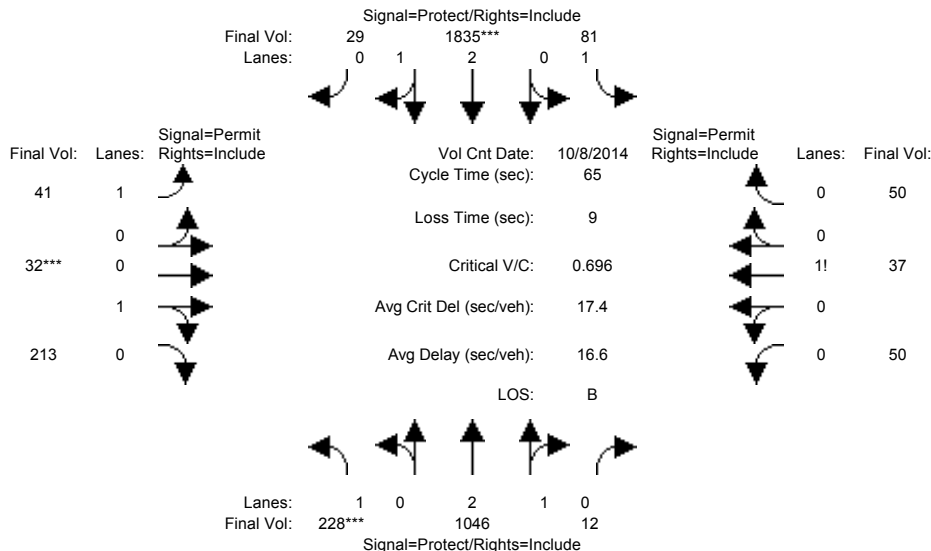 Signal=Protect/Rights=Include
Final Vol: 29 1835*** 81
Lanes: 0 1 2 0 1
Signal=Permit Signal=Permit
Final Vol: Lanes: Rights=Include Vol Cnt Date: 10/8/2014 Rights=Include Lanes: Final Vol:
Cycle Time (sec): 65
41 1 0 50
Loss Time (sec): 9
0 0
32*** 0 Critical V/C: 0.696 1! 37
1 Avg Crit Del (sec/veh): 17.4 0
213 0 Avg Delay (sec/veh): 16.6 0 50
LOS: B
Lanes: 1 0 2 1 0
Final Vol: 228*** 1046 12
Signal=Protect/Rights=Include